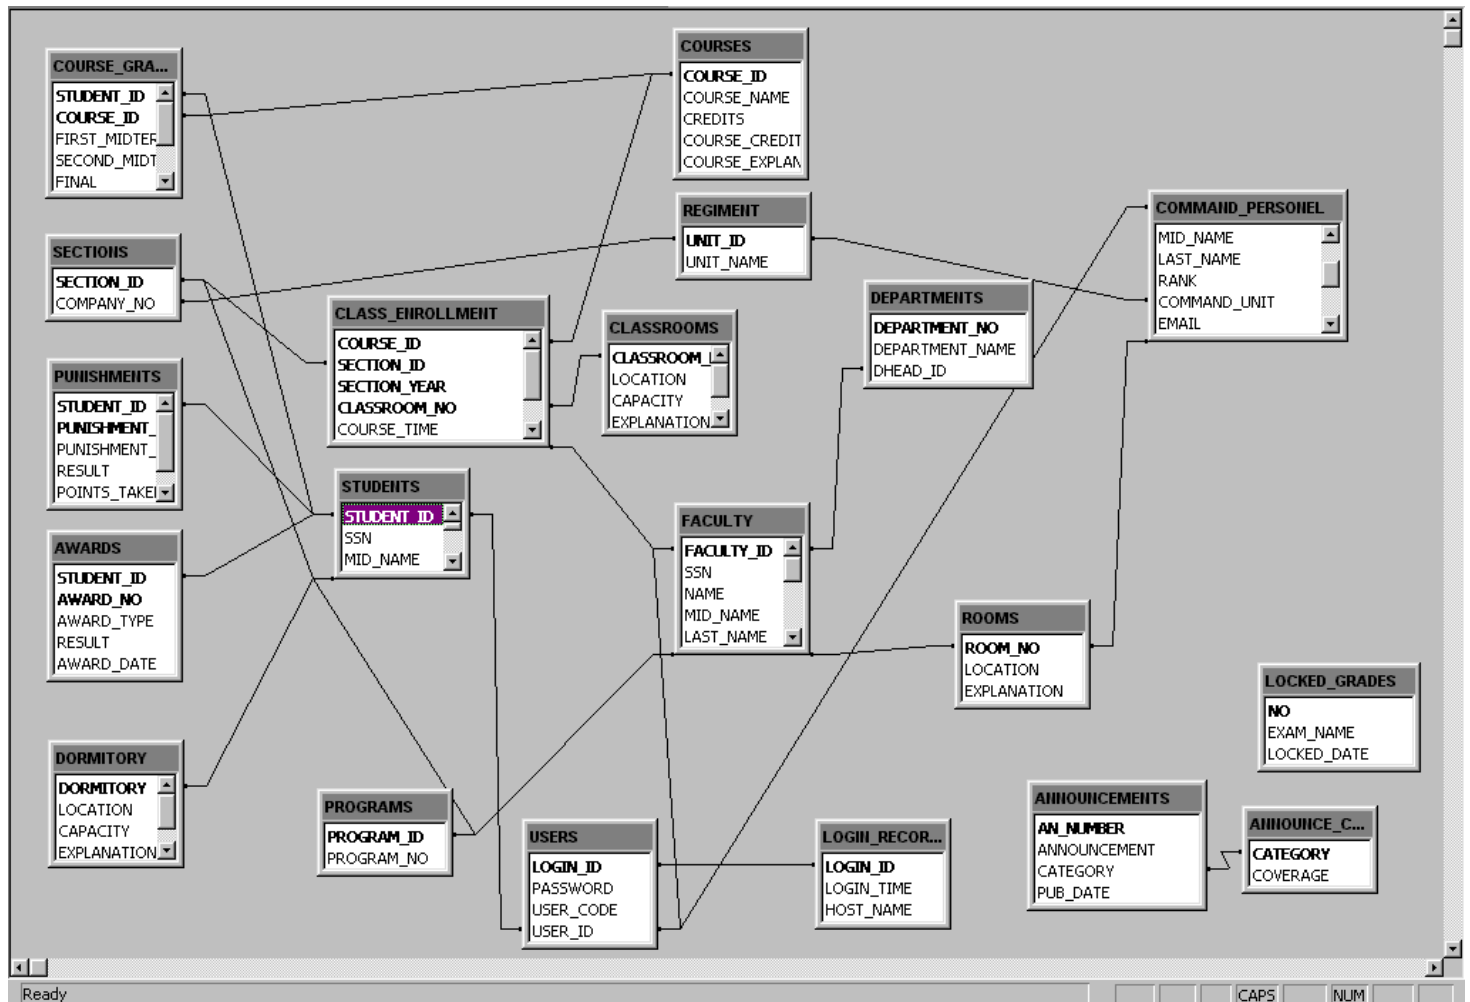 COURSE_GRA...
STUDENT_ID
COURSE_ID
FIRST_MIDTER
SECOND_MIDT
FINAL
COURSES
COURSE_ID
COURSE_NAME
CREDITS
COURSE_CREDIT
COURSE_EXPLAN
SECTIONS
SECTION_ID
COMPANY_NO
REGIMENT
UNIT_ID
UNIT_NAME
COMMAND_PERSONEL
MID_NAME
LAST_NAME
RANK
COMMAND_UNIT
EMAIL
CLASS_ENROLLMENT
COURSE_ID
SECTION_ID
SECTION_YEAR
CLASSROOM_NO
COURSE_TIME
CLASSROOMS
CLASSROOM_
LOCATION
CAPACITY
EXPLANATION
DEPARTMENTS
DEPARTMENT_NO
DEPARTMENT_NAME
DHEAD_ID
PUNISHMENTS
STUDENT_ID
PUNISHMENT_
PUNISHMENT_
RESULT
POINTS_TAKE
STUDENTS
STUDENT_ID
SSN
MID_NAME
FACULTY
FACULTY_ID
SSN
NAME
MID_NAME
LAST_NAME
AWARDS
STUDENT_ID
AWARD_NO
AWARD_TYPE
RESULT
AWARD_DATE
ROOMS
ROOM_NO
LOCATION
EXPLANATION
LOCKED_GRADES
NO
EXAM_NAME
LOCKED_DATE
DORMITORY
DORMITORY
LOCATION
CAPACITY
EXPLANATION
PROGRAMS
PROGRAM_ID
PROGRAM_NO
USERS
LOGIN_ID
PASSWORD
USER_CODE
USER_ID
LOGIN_RECOR...
LOGIN_ID
LOGIN_TIME
HOST_NAME
ANNOUNCEMENTS
AN_NUMBER
ANNOUNCEMENT
CATEGORY
PUB_DATE
ANNOUNCE_C...
CATEGORY
COVERAGE
Ready
CAPS
NUM